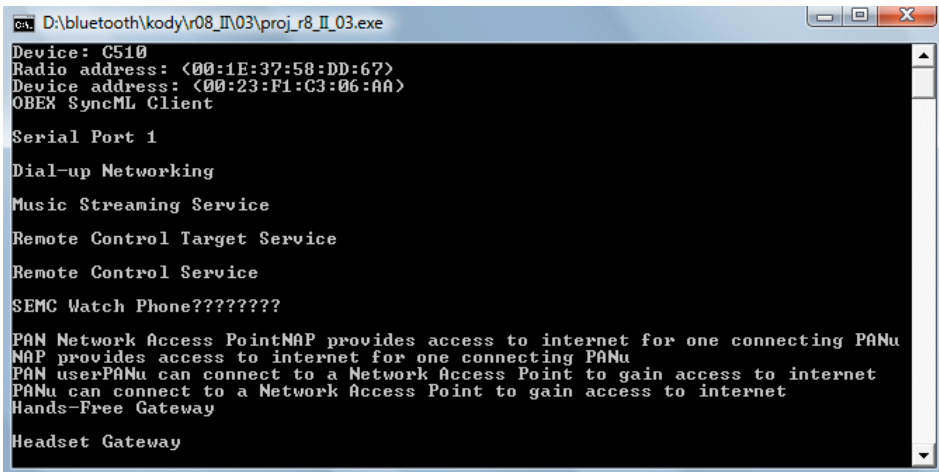 D:\bluetooth\kody\r08_II\03\proj_r8_II_03.exe
Device: C510
Radio address: (00:1E:37:58:DD:67)
Device address: (00:23:F1:C3:06:AA)
OBEX SyncML Client
Serial Port 1
Dial-up Networking
Music Streaming Service
Remote Control Target Service
Remote Control Service
SEMC Watch Phone????????
PAN Network Access PointNAP provides access to internet for one connecting PANu
NAP provides access to internet for one connecting PANu
PAN userPANu can connect to a Network Access Point to gain access to internet
PANu can connect to a Network Access Point to gain access to internet
Hands-Free Gateway
Headset Gateway